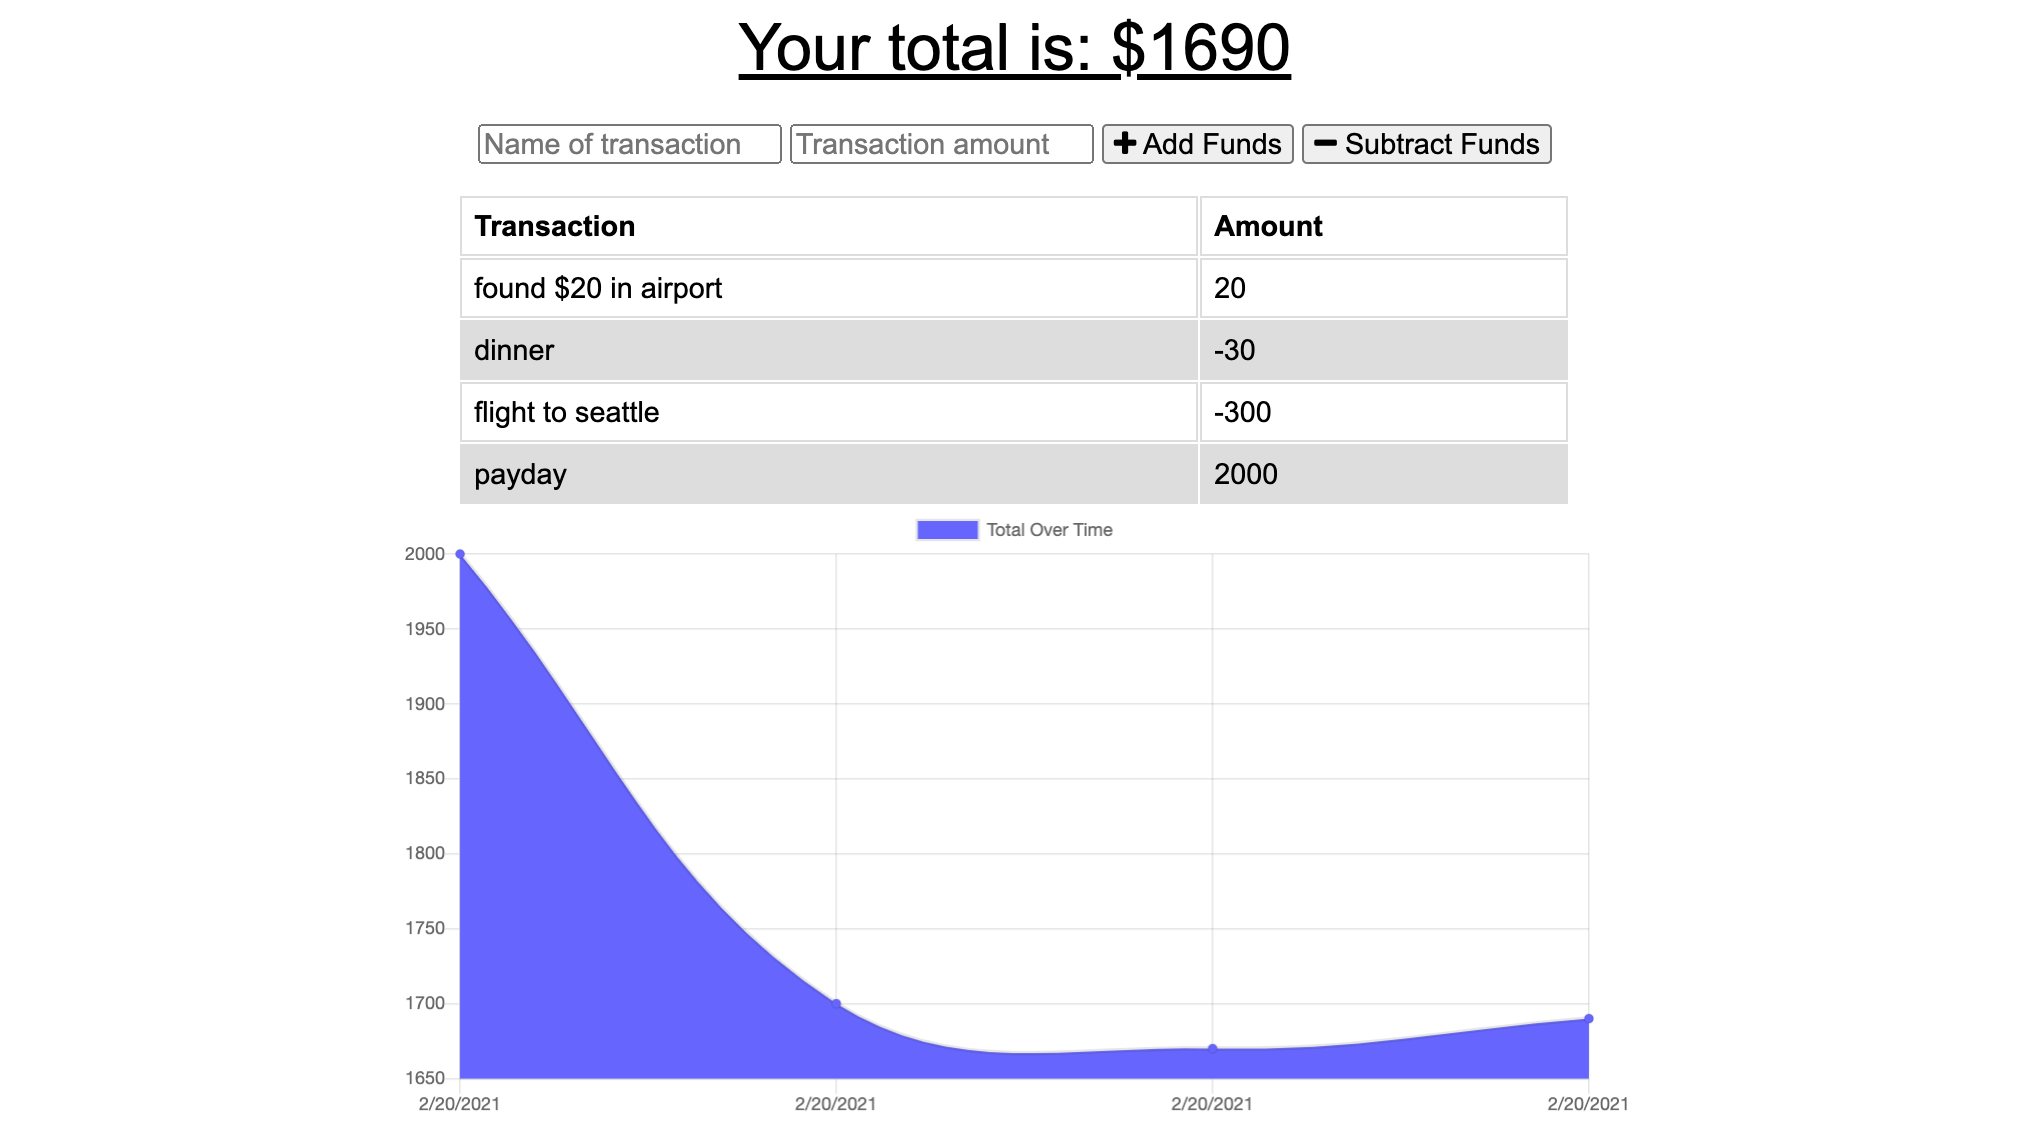 Your total is: $1690
Name of transaction Transaction amount Add Funds Subtract Funds
Transaction Amount
found $20 in airport 20
dinner -30
flight to seattle -300
payday 2000
Total Over Time
2000
1950
1900
1850
1800
1750
1700
1650
2/20/2021 2/20/2021 2/20/2021 2/20/2021